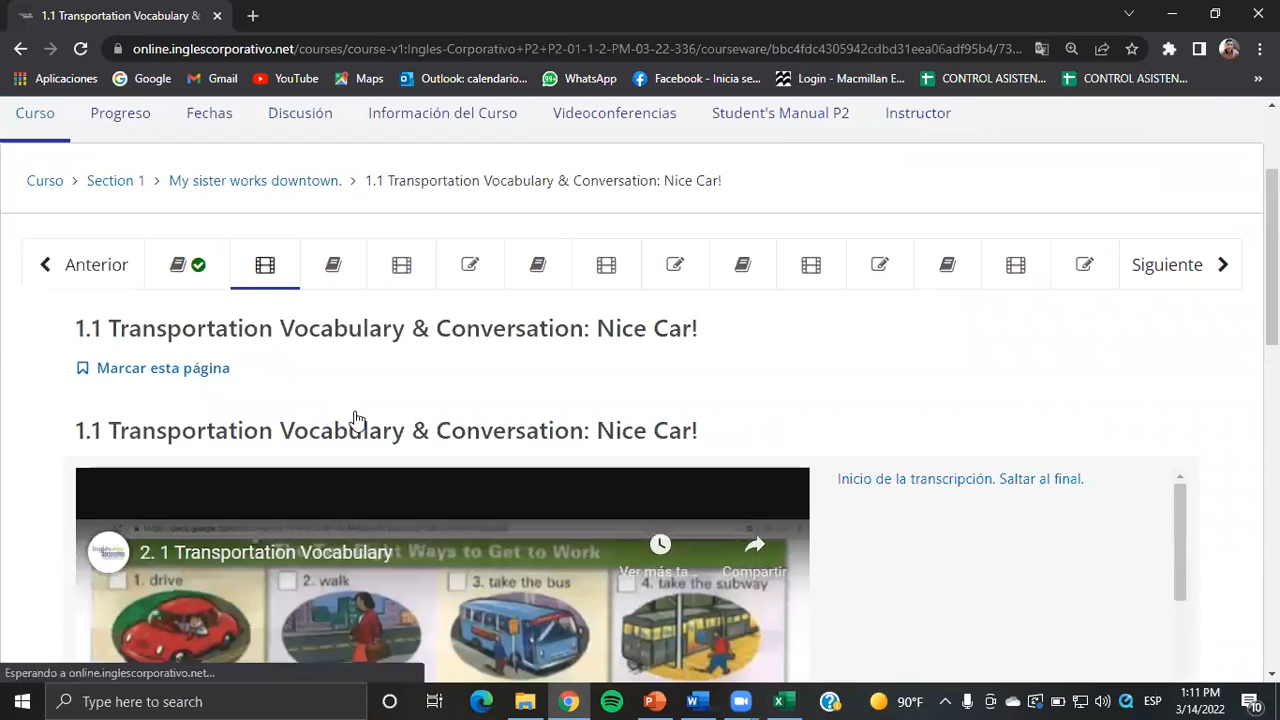 1.1 Transportation Vocabulary &
online.inglescorporativo.net/courses/course-v1:Ingles-Corporativo+P2+P2-01-1-2-PM-03-22-336/courseware/bbc4fdc4305942cdbd31eea06adf95b4/73...
Aplicaciones
Google
Gmail
YouTube
Maps
Outlook: calendario...
99+
WhatsApp
Facebook - Inicia se...
Login - Macmillan E...
CONTROL ASISTEN...
CONTROL ASISTEN...
»
Curso
Progreso
Fechas
Discusión
Información del Curso
Videoconferencias
Student's Manual P2
Instructor
Curso > Section 1 > My sister works downtown. > 1.1 Transportation Vocabulary & Conversation: Nice Car!
Anterior
Siguiente
1.1 Transportation Vocabulary & Conversation: Nice Car!
Marcar esta página
1.1 Transportation Vocabulary & Conversation: Nice Car!
Inicio de la transcripción. Saltar al final.
2. 1 Transportation Vocabulary
Ways to Get to Work
Ver más ta...
Compartir
1. drive
2. walk
3. take the bus
4. take the subway
Esperando a online.inglescorporativo.net...
Type here to search
90°F
ESP
1:11 PM
3/14/2022
10